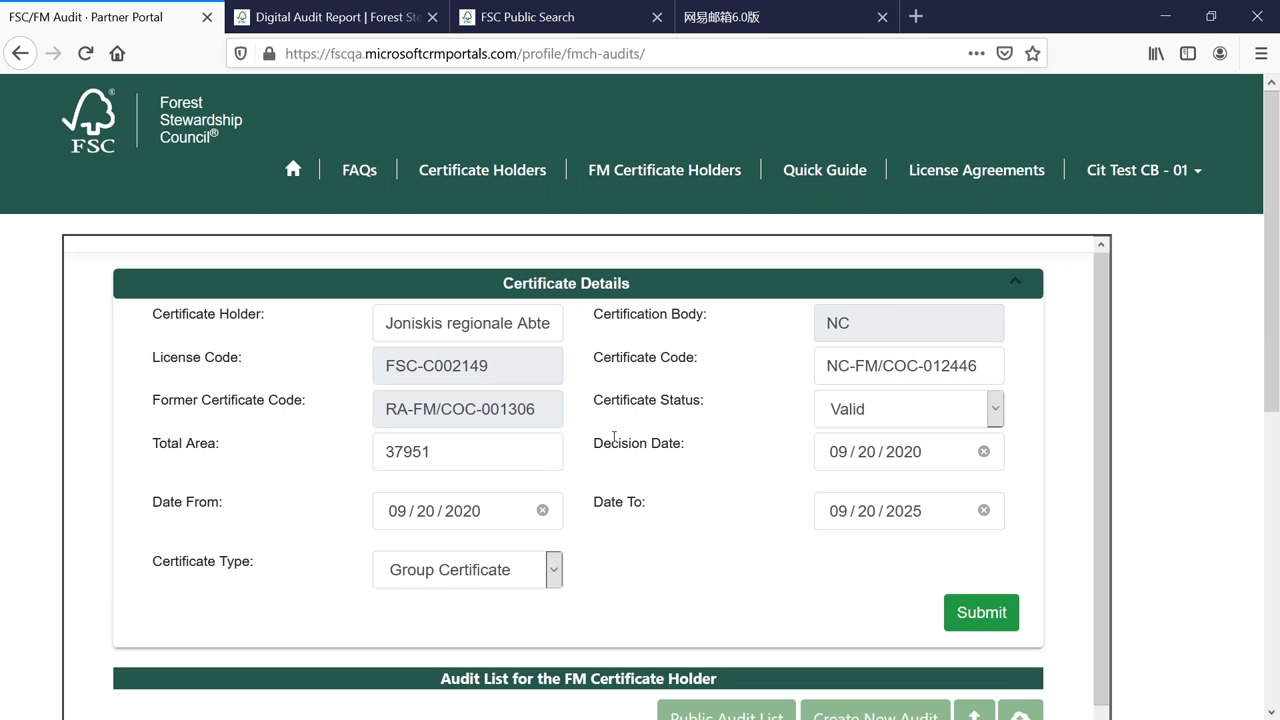 FSC/FM Audit · Partner Portal
Digital Audit Report | Forest Ste
FSC Public Search
网易邮箱6.0版
https://fscqa.microsoftcrmportals.com/profile/fmch-audits/
FSC
Forest
Stewardship
Council®
FAQs
Certificate Holders
FM Certificate Holders
Quick Guide
License Agreements
Cit Test CB - 01
Certificate Details
Certificate Holder: Joniskis regionale Abte
Certification Body: NC
License Code: FSC-C002149
Certificate Code: NC-FM/COC-012446
Former Certificate Code: RA-FM/COC-001306
Certificate Status: Valid
Total Area: 37951
Decision Date: 09/20/2020
Date From: 09/20/2020
Date To: 09/20/2025
Certificate Type: Group Certificate
Submit
Audit List for the FM Certificate Holder
Public Audit List
Create New Audit